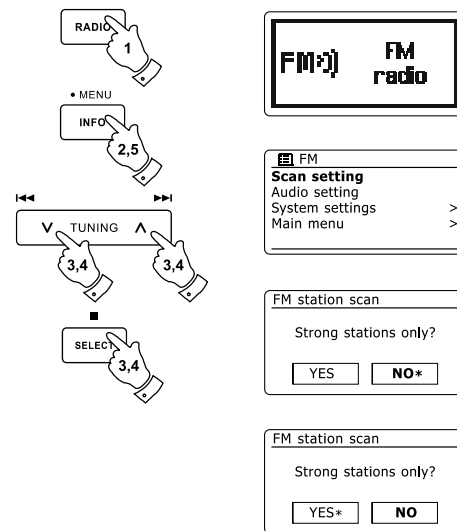 RADIO
1
• MENU
INFO
2,5
TUNING
3,4 3,4
SELECT
3,4
FM FM
radio
FM
Scan setting
Audio setting
System settings >
Main menu >
FM station scan
Strong stations only?
YES NO*
FM station scan
Strong stations only?
YES* NO